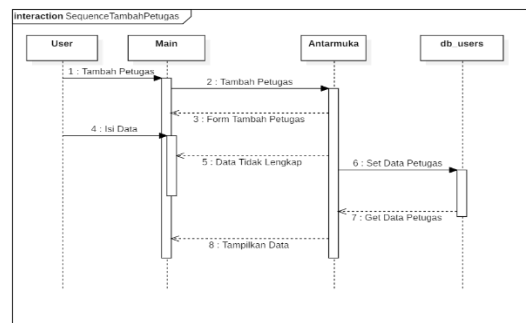 interaction SequenceTambahPetugas
User
Main
Antarmuka
db_users
1 : Tambah Petugas
2 : Tambah Petugas
3 : Form Tambah Petugas
4 : Isi Data
5 : Data Tidak Lengkap
6 : Set Data Petugas
7 : Get Data Petugas
8 : Tampilkan Data